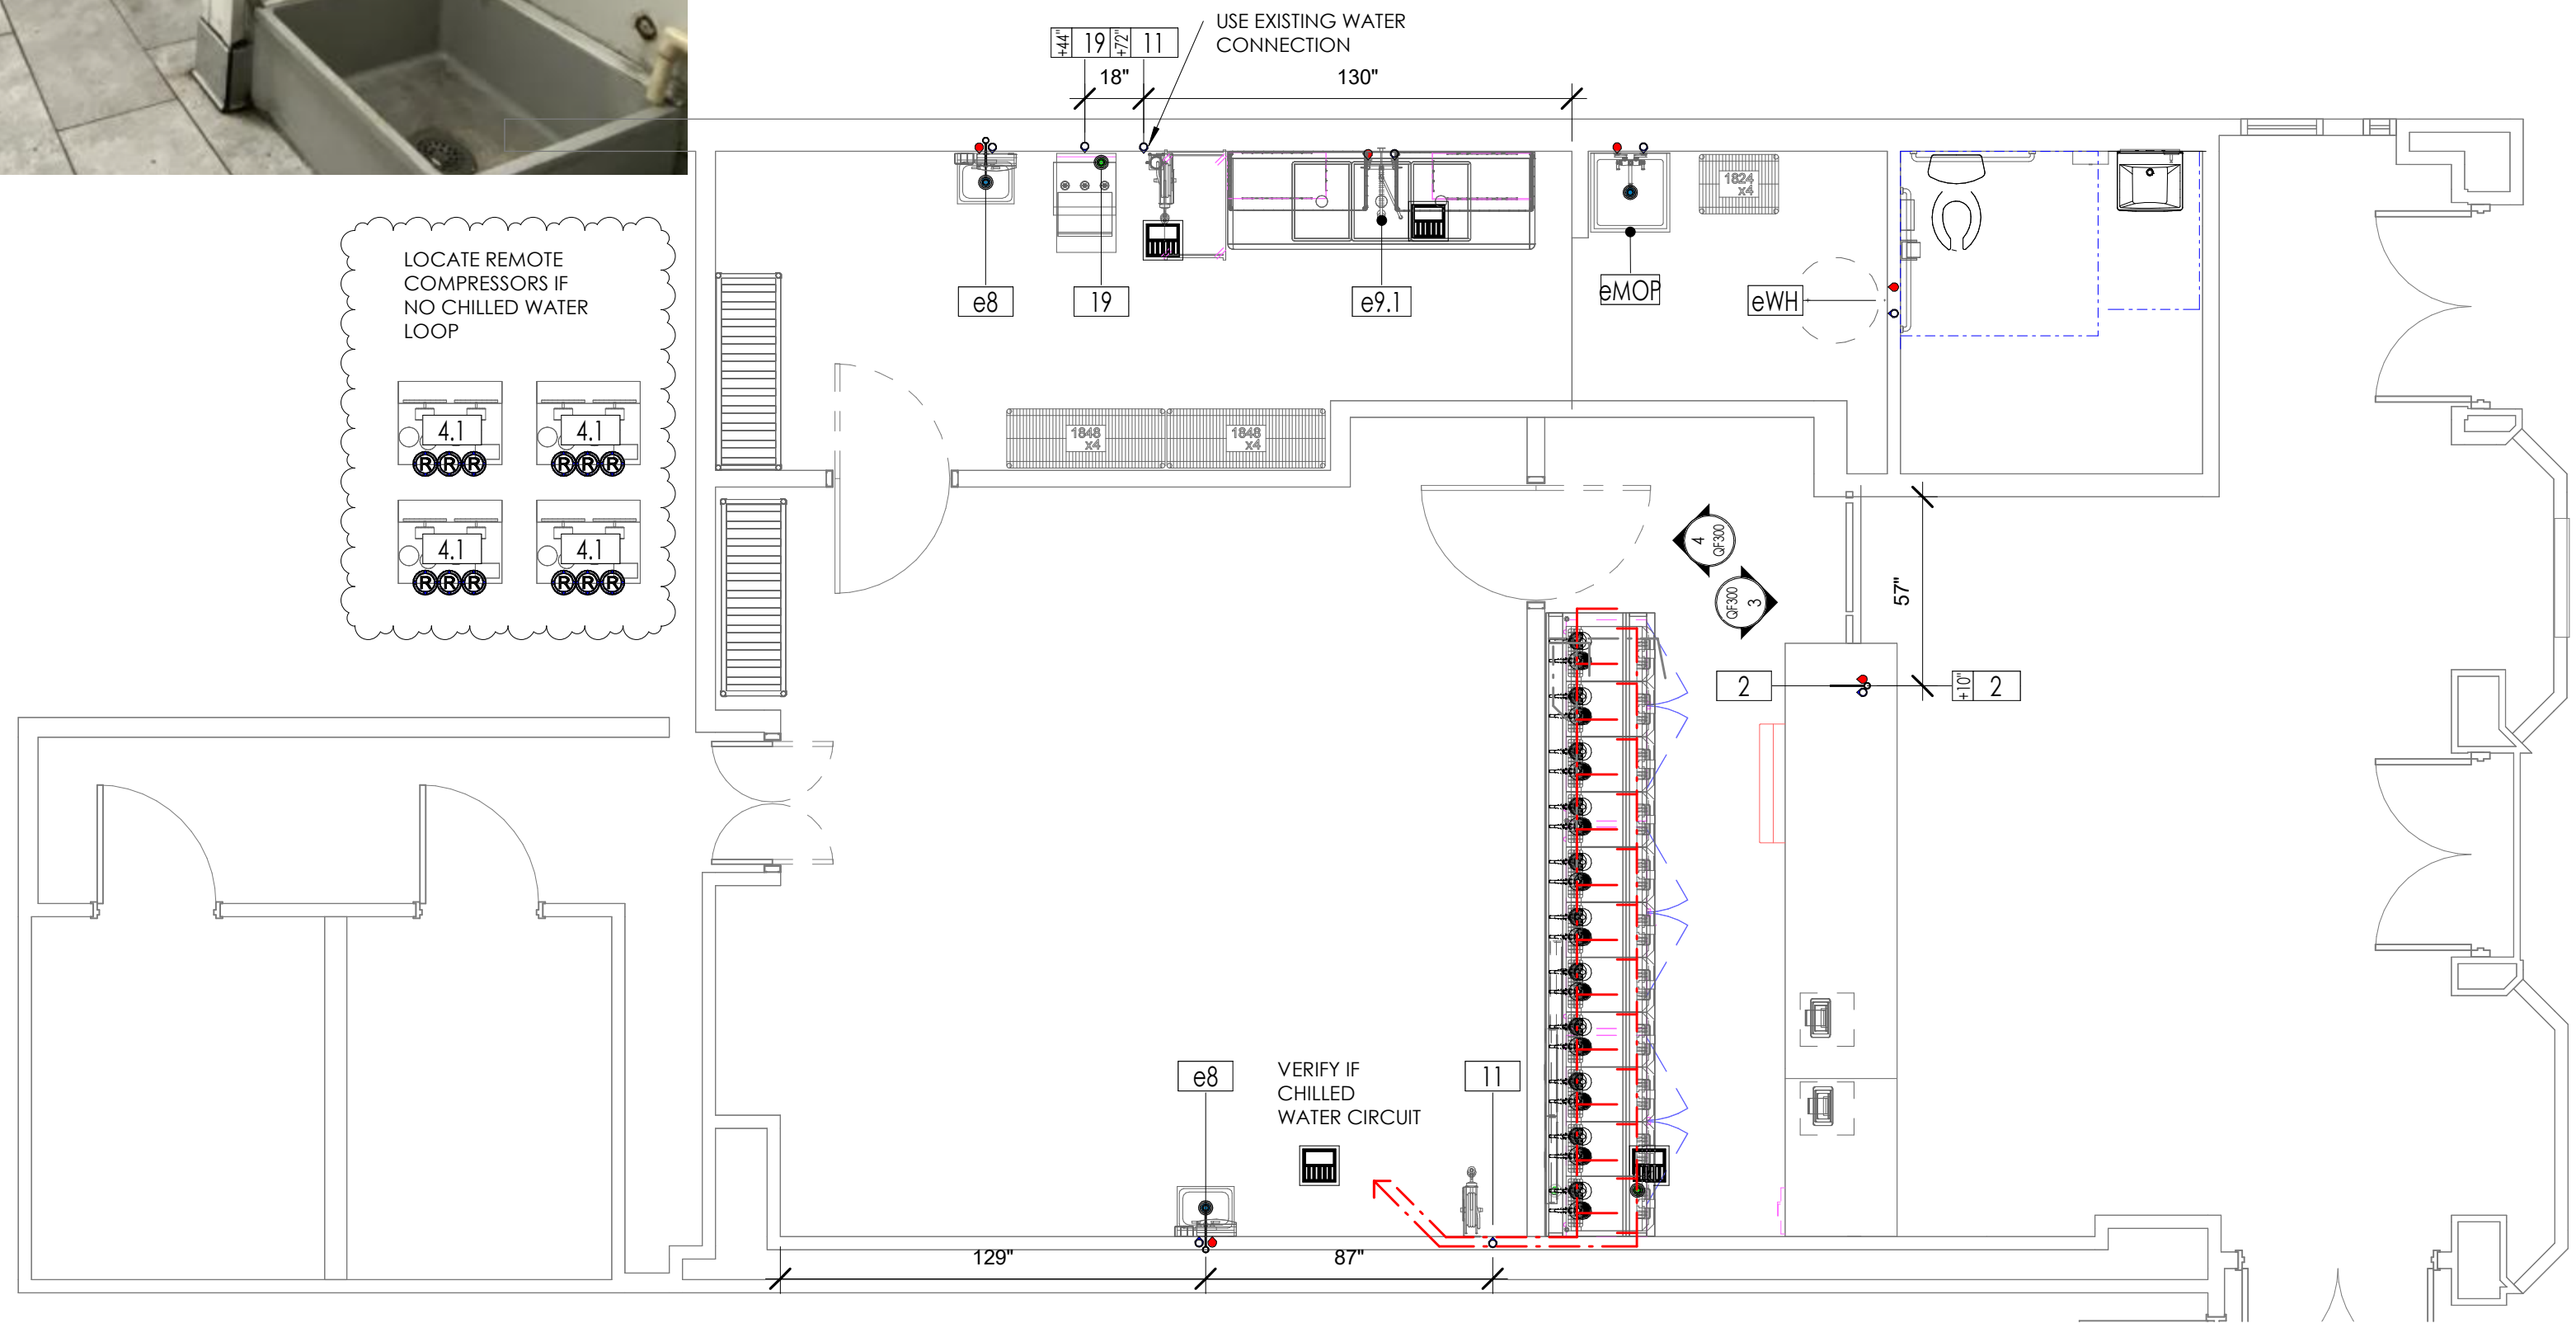 USE EXISTING WATER
CONNECTION
+44" 19 +72" 11
18"
130"
1824
x4
LOCATE REMOTE
COMPRESSORS IF
NO CHILLED WATER
LOOP
e8
19
e9.1
eMOP
eWH
4.1
4.1
R R R
R R R
1848
x4
1848
x4
4
QF300
4.1
4.1
R R R
R R R
QF300
3
57"
2
+10" 2
e8
VERIFY IF
CHILLED
WATER CIRCUIT
11
129"
87"